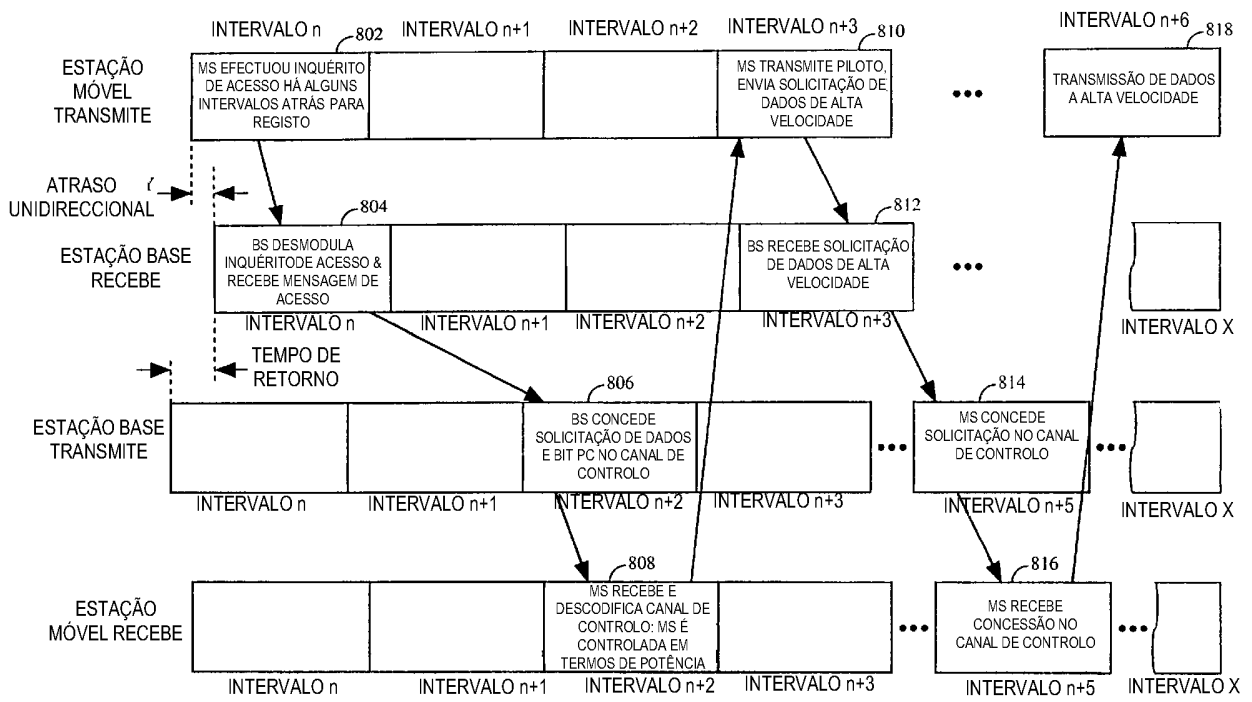 INTERVALO n
INTERVALO n+1
INTERVALO n+2
INTERVALO n+3
INTERVALO n+6
802
810
818
ESTAÇÃO
MÓVEL
TRANSMITE
MS EFECTUOU INQUÉRITO
DE ACESSO HÁ ALGUNS
INTERVALOS ATRÁS PARA
REGISTO
MS TRANSMITE PILOTO,
ENVIA SOLICITAÇÃO DE
DADOS DE ALTA
VELOCIDADE
•••
TRANSMISSÃO DE DADOS
A ALTA VELOCIDADE
ATRASO
UNIDIRECCIONAL
804
812
ESTAÇÃO BASE
RECEBE
BS DESMODULA
INQUÉRITODE ACESSO &
RECEBE MENSAGEM DE
ACESSO
BS RECEBE SOLICITAÇÃO
DE DADOS DE ALTA
VELOCIDADE
•••
INTERVALO n
INTERVALO n+1
INTERVALO n+2
INTERVALO n+3
INTERVALO X
TEMPO DE
RETORNO
806
814
ESTAÇÃO BASE
TRANSMITE
BS CONCEDE
SOLICITAÇÃO DE DADOS
E BIT PC NO CANAL DE
CONTROLO
•••
MS CONCEDE
SOLICITAÇÃO NO CANAL
DE CONTROLO
•••
INTERVALO n
INTERVALO n+1
INTERVALO n+2
INTERVALO n+3
INTERVALO n+5
INTERVALO X
808
816
ESTAÇÃO
MÓVEL RECEBE
MS RECEBE E
DESCODIFICA CANAL DE
CONTROLO: MS É
CONTROLADA EM
TERMOS DE POTÊNCIA
•••
MS RECEBE
CONCESSÃO NO
CANAL DE CONTROLO
•••
INTERVALO n
INTERVALO n+1
INTERVALO n+2
INTERVALO n+3
INTERVALO n+5
INTERVALO X